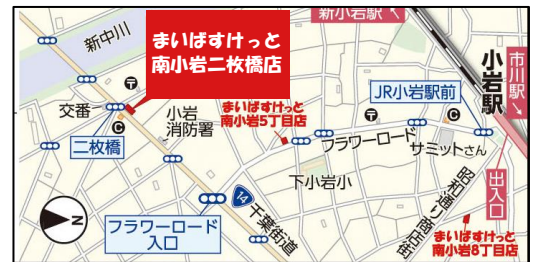 新小岩駅
新中川
まいばすけっと
南小岩二枚橋店
小岩駅
市川駅
交番
小岩
消防署
まいばすけっと
南小岩5丁目店
JR小岩駅前
二枚橋
フラワーロード
サミットさん
下小岩小
出入口
昭和通り商店街
N
14
千葉街道
フラワーロード
入口
まいばすけっと
南小岩8丁目店
〒
〒
C
C